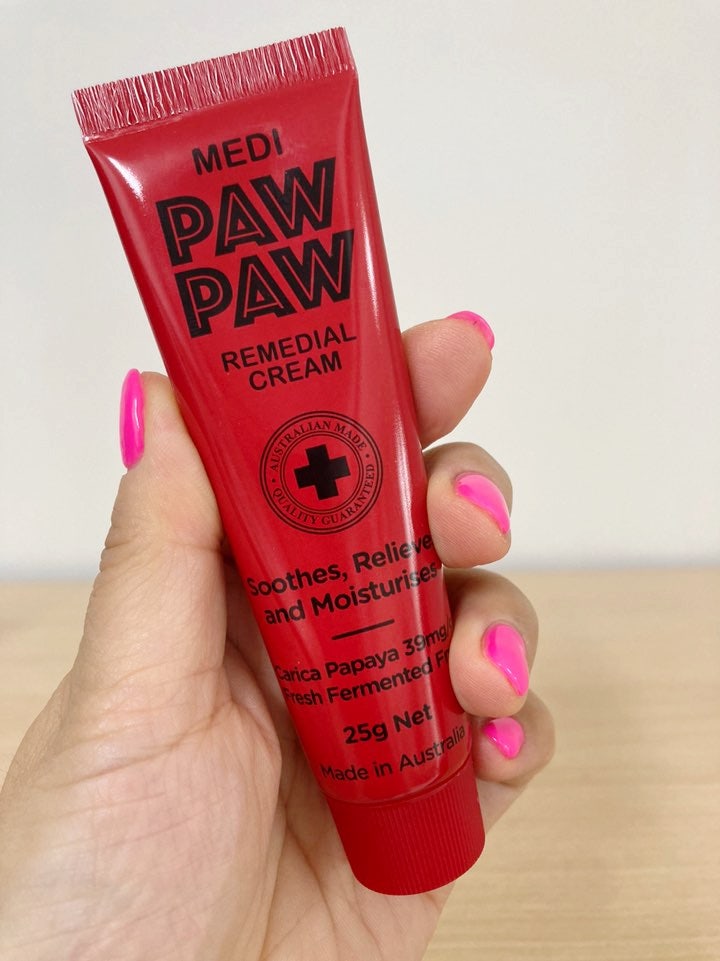 MEDI
PAW
PAW
REMEDIAL
CREAM
AUSTRALIAN MADE
QUALITY GUARANTEED
Soothes, Relieve
and Moisturises
Carica Papaya 39mg/
Fresh Fermented Fr
25g Net
Made in Australia